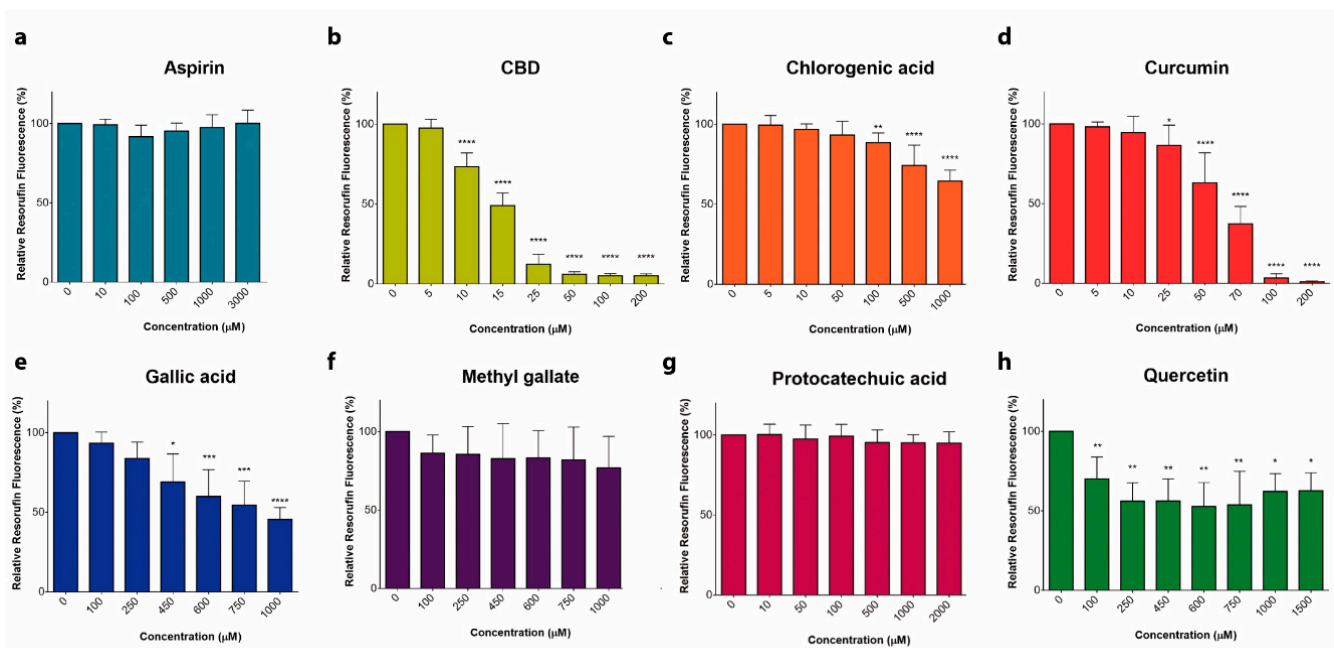 a
Aspirin
Relative Resorufin Fluorescence (%)
100
50
0
0 10 100 500 1000 3000
Concentration (μM)
b
CBD
Relative Resorufin Fluorescence (%)
100
50
0
**** **** **** **** **** ****
0 5 10 15 25 50 100 200
Concentration (μM)
c
Chlorogenic acid
Relative Resorufin Fluorescence (%)
100
50
0
** **** ****
0 5 10 50 100 500 1000
Concentration (μM)
d
Curcumin
Relative Resorufin Fluorescence (%)
100
50
0
* **** **** **** ****
0 5 10 25 50 70 100 200
Concentration (μM)
e
Gallic acid
Relative Resorufin Fluorescence (%)
100
50
0
* *** *** ****
0 100 250 450 600 750 1000
Concentration (μM)
f
Methyl gallate
Relative Resorufin Fluorescence (%)
100
50
0
0 100 250 450 600 750 1000
Concentration (μM)
g
Protocatechuic acid
Relative Resorufin Fluorescence (%)
100
50
0
0 10 50 100 500 1000 2000
Concentration (μM)
h
Quercetin
Relative Resorufin Fluorescence (%)
100
50
0
** ** ** ** ** * *
0 100 250 450 600 750 1000 1500
Concentration (μM)